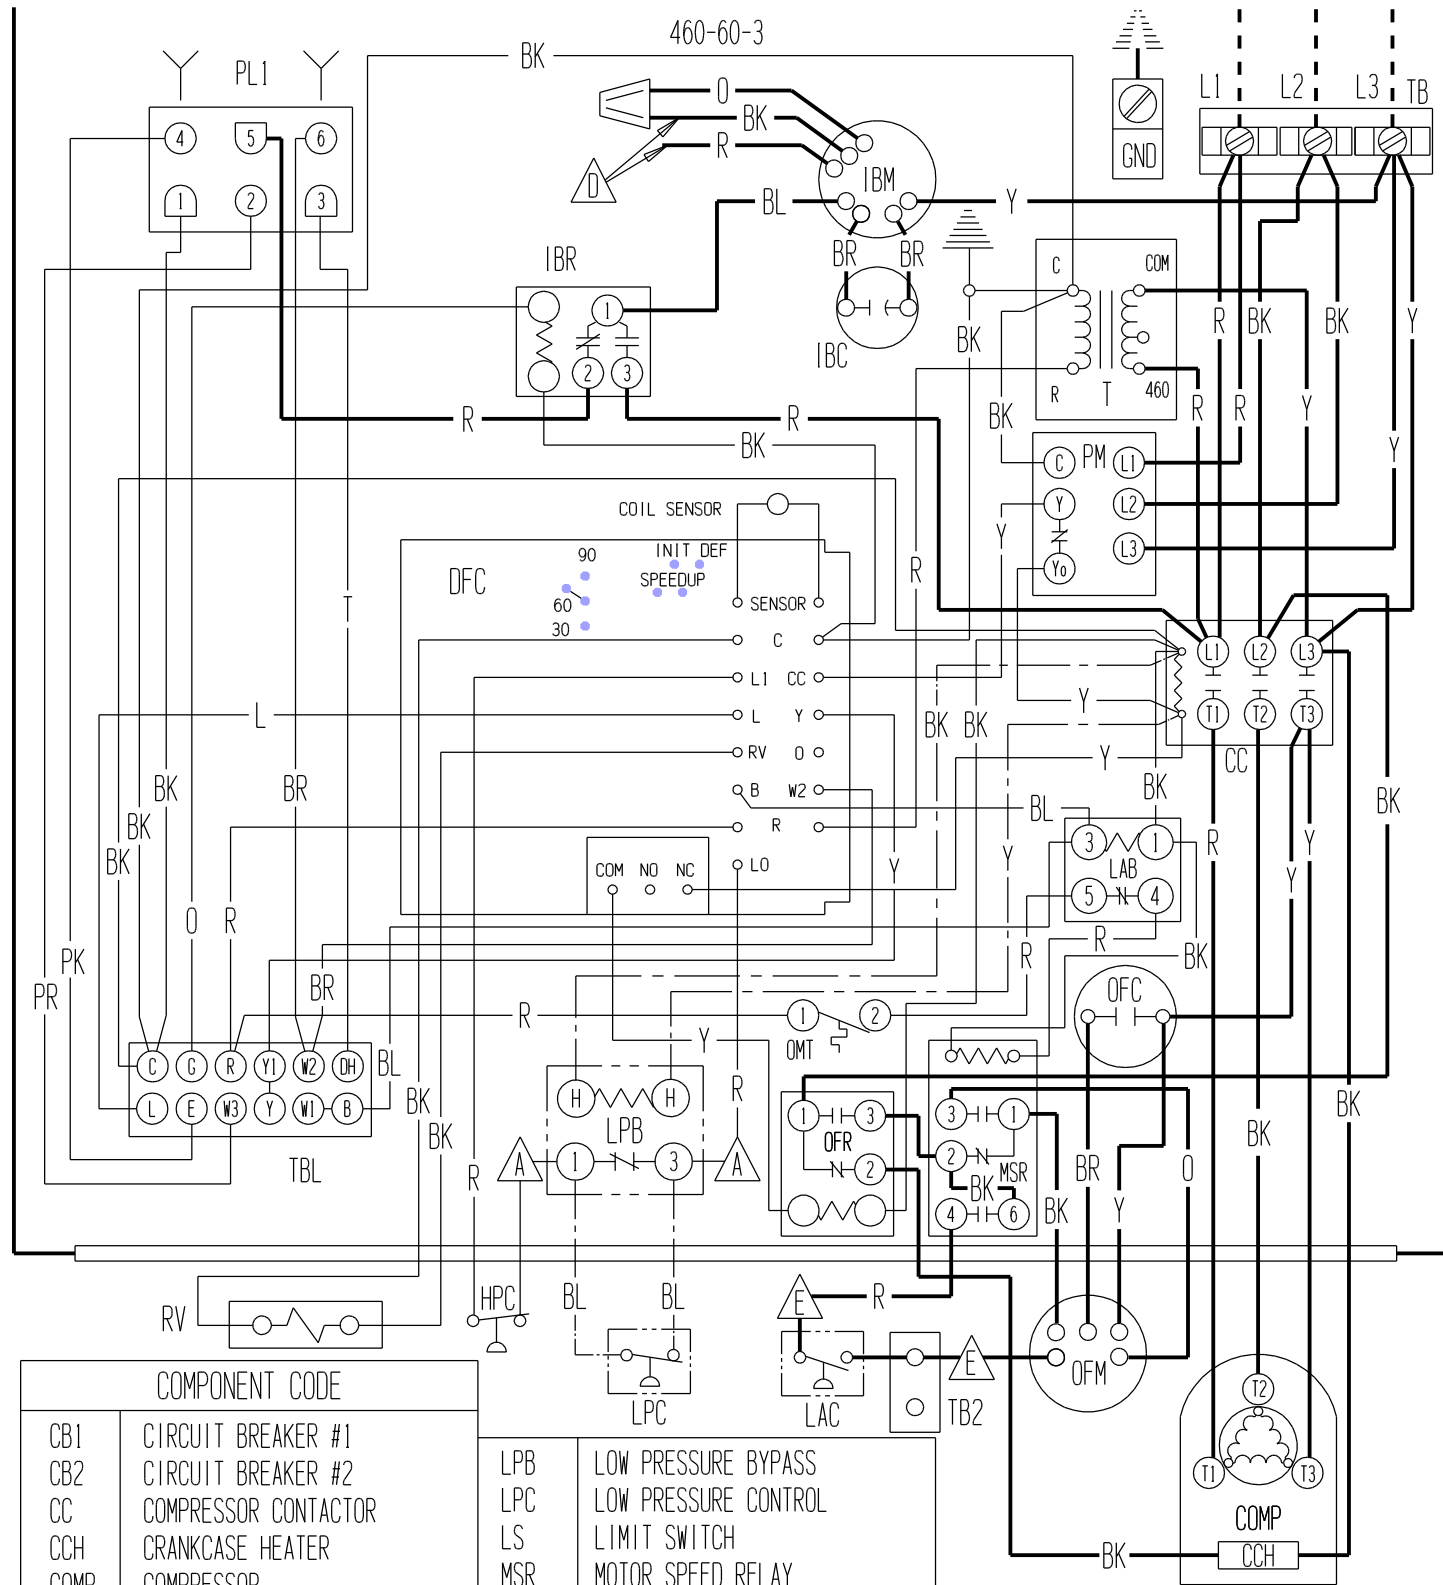 460-60-3
BK
PL1
L1 L2 L3 TB
GND
O
BK
R
D
IBM
4 5 6
1 2 3
BL
Y
BR BR
IBC
IBR
1
2 3
C COM
R T 460
BK
R BK BK Y
R R Y
BK
Y
R R
BK
C PM L1
Y L2
Yo L3
COIL SENSOR
DFC
90
60
30
INIT DEF
SPEEDUP
SENSOR
C
L1 CC
L Y
RV O
B W2
R
LO
COM NO NC
T
R
Y
L
Y
BK BK
L1 L2 L3
T1 T2 T3
CC
Y
BK
BK
BR
BK
BK
BL
Y
Y
R Y
Y
BK
3 1
LAB
5 4
O R
PK
PR
BR
R
R
BK
OFC
R
1 2
OMT
Y
R
C G R Y1 W2 DH
L E W3 Y W1 B
TBL
BL
BK
BK
H H
LPB
1 3
A A
1 3
OFR
2
3 1
2
MSR
BK
4 6
BK
BR
Y
O
BK
BK
R
RV
HPC
BL BL
LPC
E
R
LAC
E
TB2
OFM
T2
T1 T3
COMP
CCH
BK
COMPONENT CODE
CB1 CIRCUIT BREAKER #1
CB2 CIRCUIT BREAKER #2
CC COMPRESSOR CONTACTOR
CCH CRANKCASE HEATER
COMP COMPRESSOR
LPB LOW PRESSURE BYPASS
LPC LOW PRESSURE CONTROL
LS LIMIT SWITCH
MSR MOTOR SPEED RELAY